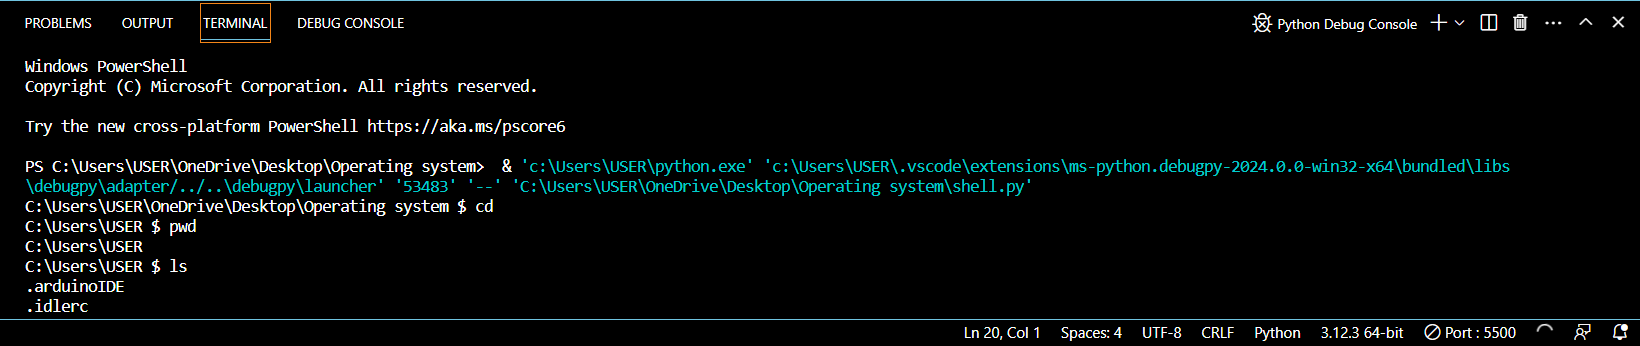 PROBLEMS OUTPUT TERMINAL DEBUG CONSOLE Python Debug Console
Windows PowerShell
Copyright (C) Microsoft Corporation. All rights reserved.
Try the new cross-platform PowerShell https://aka.ms/pscore6
PS C:\Users\USER\OneDrive\Desktop\Operating system>  & 'c:\Users\USER\python.exe' 'c:\Users\USER\.vscode\extensions\ms-python.debugpy-2024.0.0-win32-x64\bundled\libs
\debugpy\adapter/../..\debugpy\launcher' '53483' '--' 'C:\Users\USER\OneDrive\Desktop\Operating system\shell.py'
C:\Users\USER\OneDrive\Desktop\Operating system $ cd
C:\Users\USER $ pwd
C:\Users\USER
C:\Users\USER $ ls
.arduinoIDE
.idlerc
Ln 20, Col 1 Spaces: 4 UTF-8 CRLF Python 3.12.3 64-bit Port : 5500